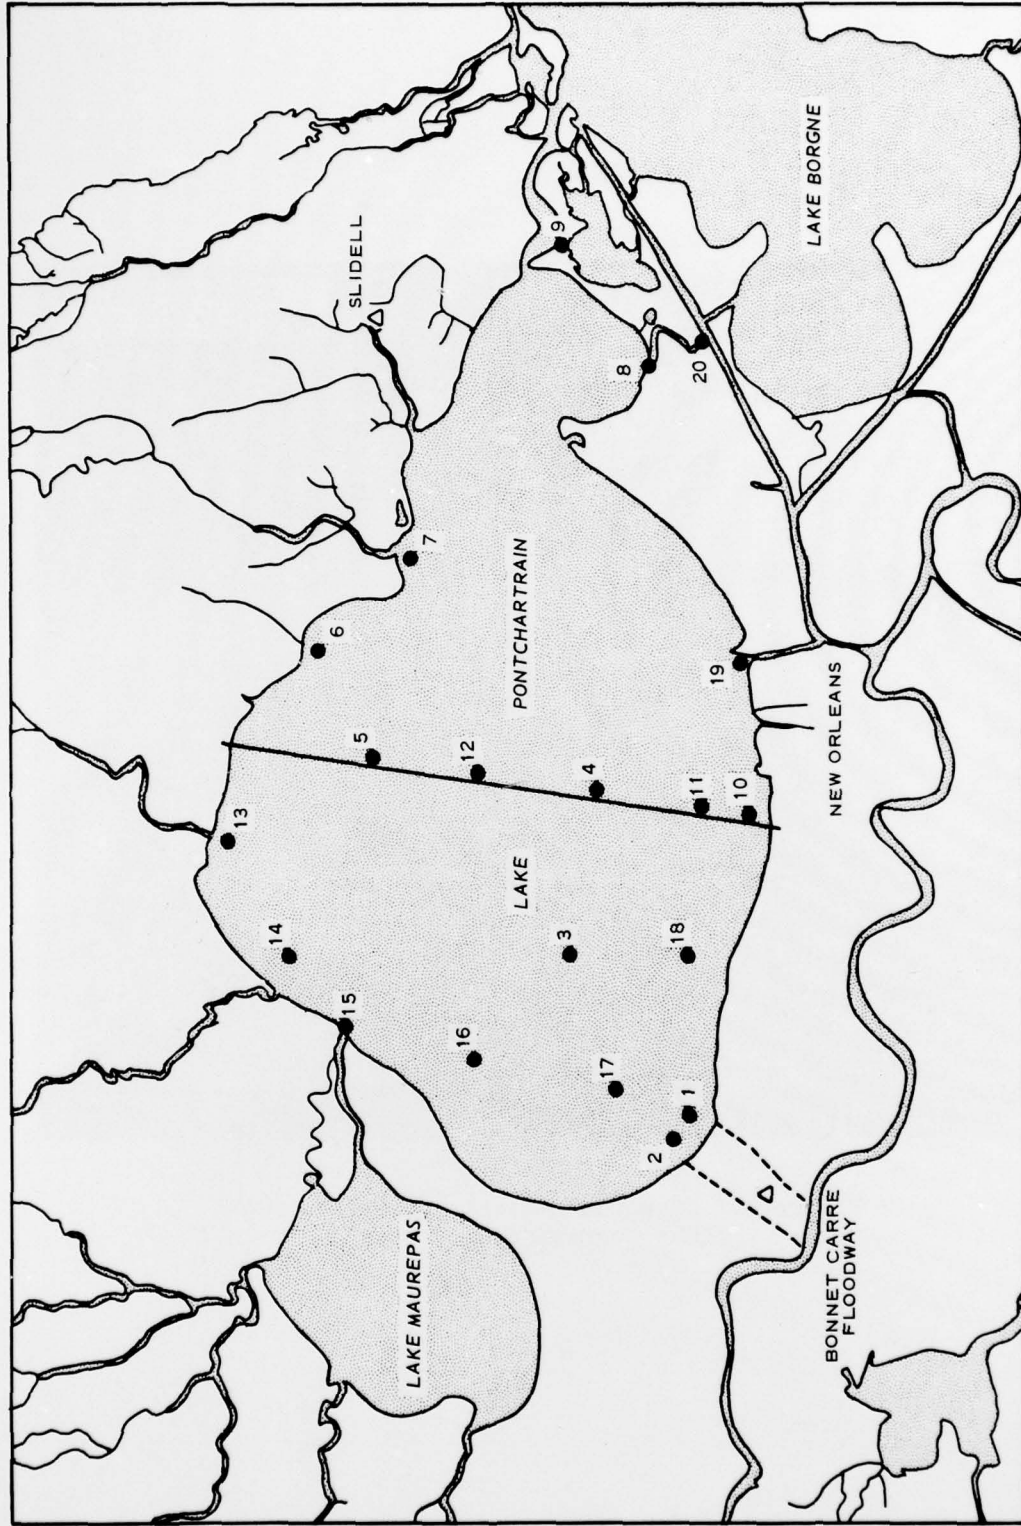 SLIDELL
LAKE BORGNE
9
8
20
7
6
PONTCHARTRAIN
19
NEW ORLEANS
5
12
4
11
10
13
LAKE
14
3
18
15
16
17
1
2
LAKE MAUREPAS
BONNET CARRE
FLOODWAY